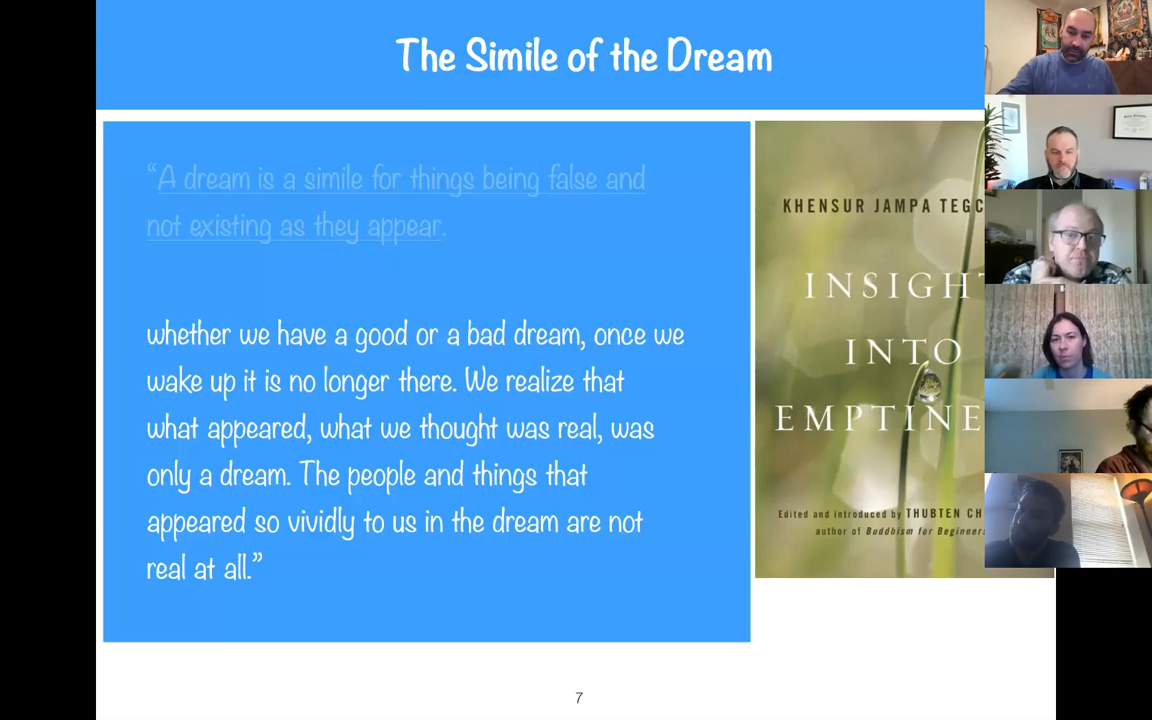 The Simile of the Dream
“A dream is a simile for things being false and
not existing as they appear.
whether we have a good or a bad dream, once we
wake up it is no longer there. We realize that
what appeared, what we thought was real, was
only a dream. The people and things that
appeared so vividly to us in the dream are not
real at all.”
KHENSUR JAMPA TEGC
INSIGHT
INTO
EMPTINE
Edited and introduced by THUBTEN CH
author of Buddhism for Beginners
7